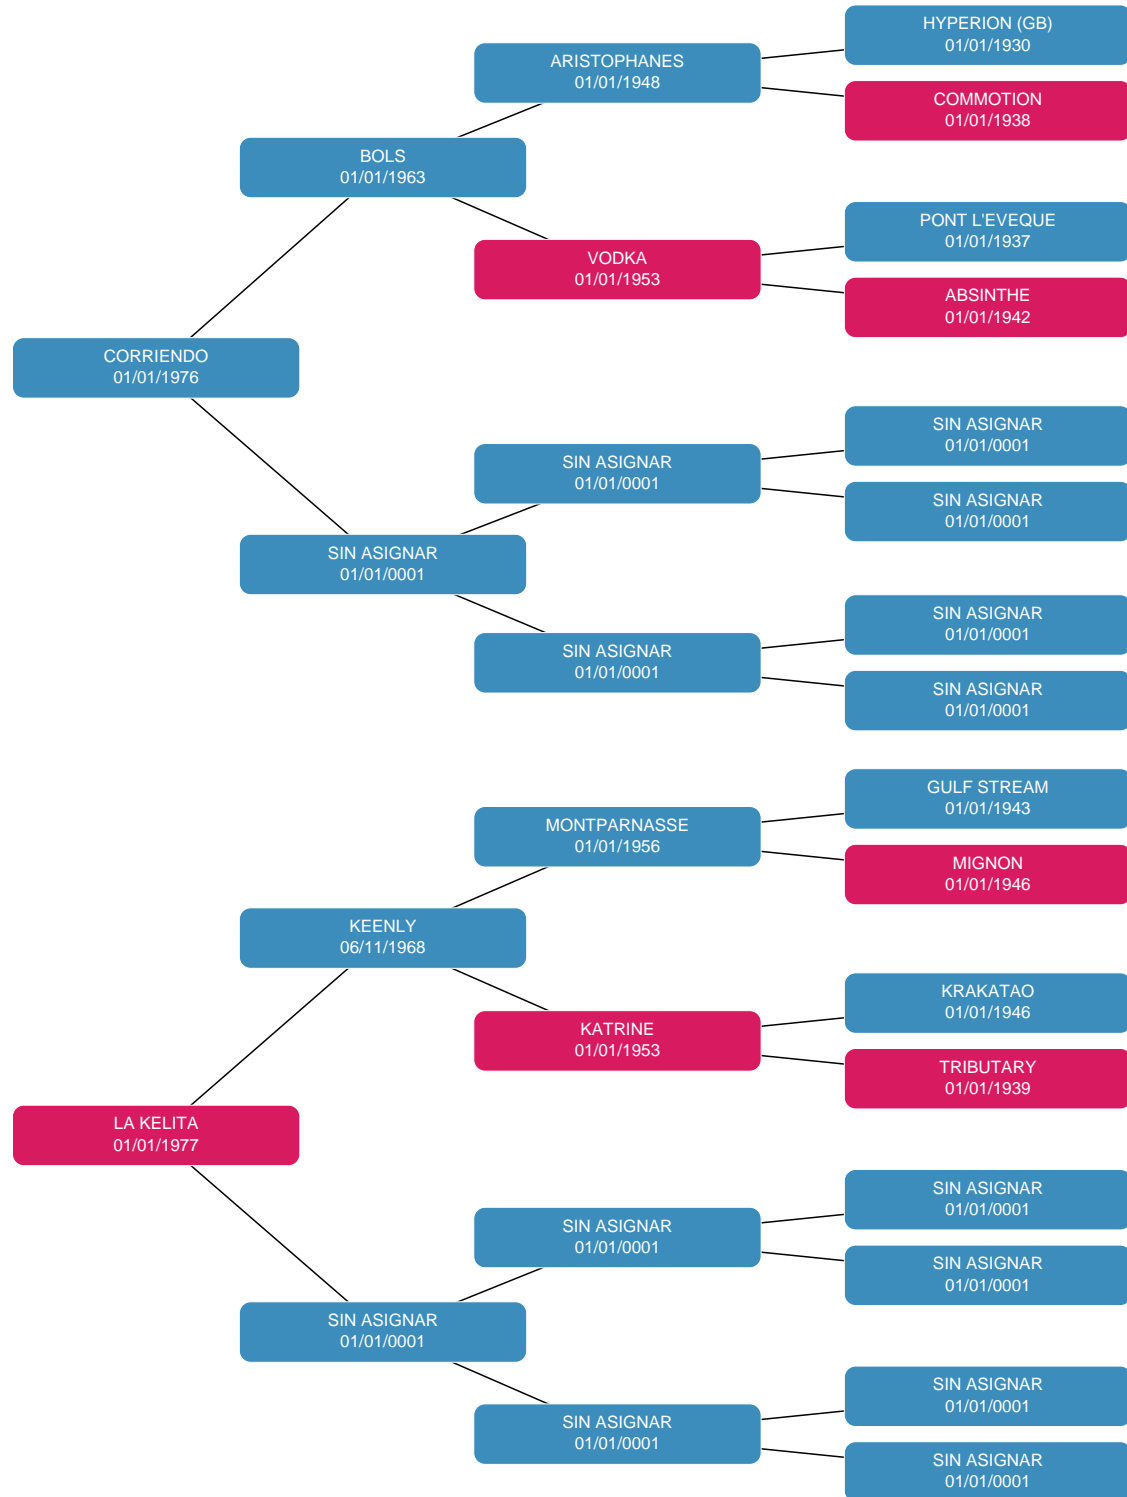 HYPERION (GB)
01/01/1930
ARISTOPHANES
01/01/1948
COMMOTION
01/01/1938
BOLS
01/01/1963
PONT L'EVEQUE
01/01/1937
VODKA
01/01/1953
ABSINTHE
01/01/1942
CORRIENDO
01/01/1976
SIN ASIGNAR
01/01/0001
SIN ASIGNAR
01/01/0001
SIN ASIGNAR
01/01/0001
SIN ASIGNAR
01/01/0001
SIN ASIGNAR
01/01/0001
SIN ASIGNAR
01/01/0001
SIN ASIGNAR
01/01/0001
GULF STREAM
01/01/1943
MONTPARNASSE
01/01/1956
MIGNON
01/01/1946
KEENLY
06/11/1968
KRAKATAO
01/01/1946
KATRINE
01/01/1953
TRIBUTARY
01/01/1939
LA KELITA
01/01/1977
SIN ASIGNAR
01/01/0001
SIN ASIGNAR
01/01/0001
SIN ASIGNAR
01/01/0001
SIN ASIGNAR
01/01/0001
SIN ASIGNAR
01/01/0001
SIN ASIGNAR
01/01/0001
SIN ASIGNAR
01/01/0001